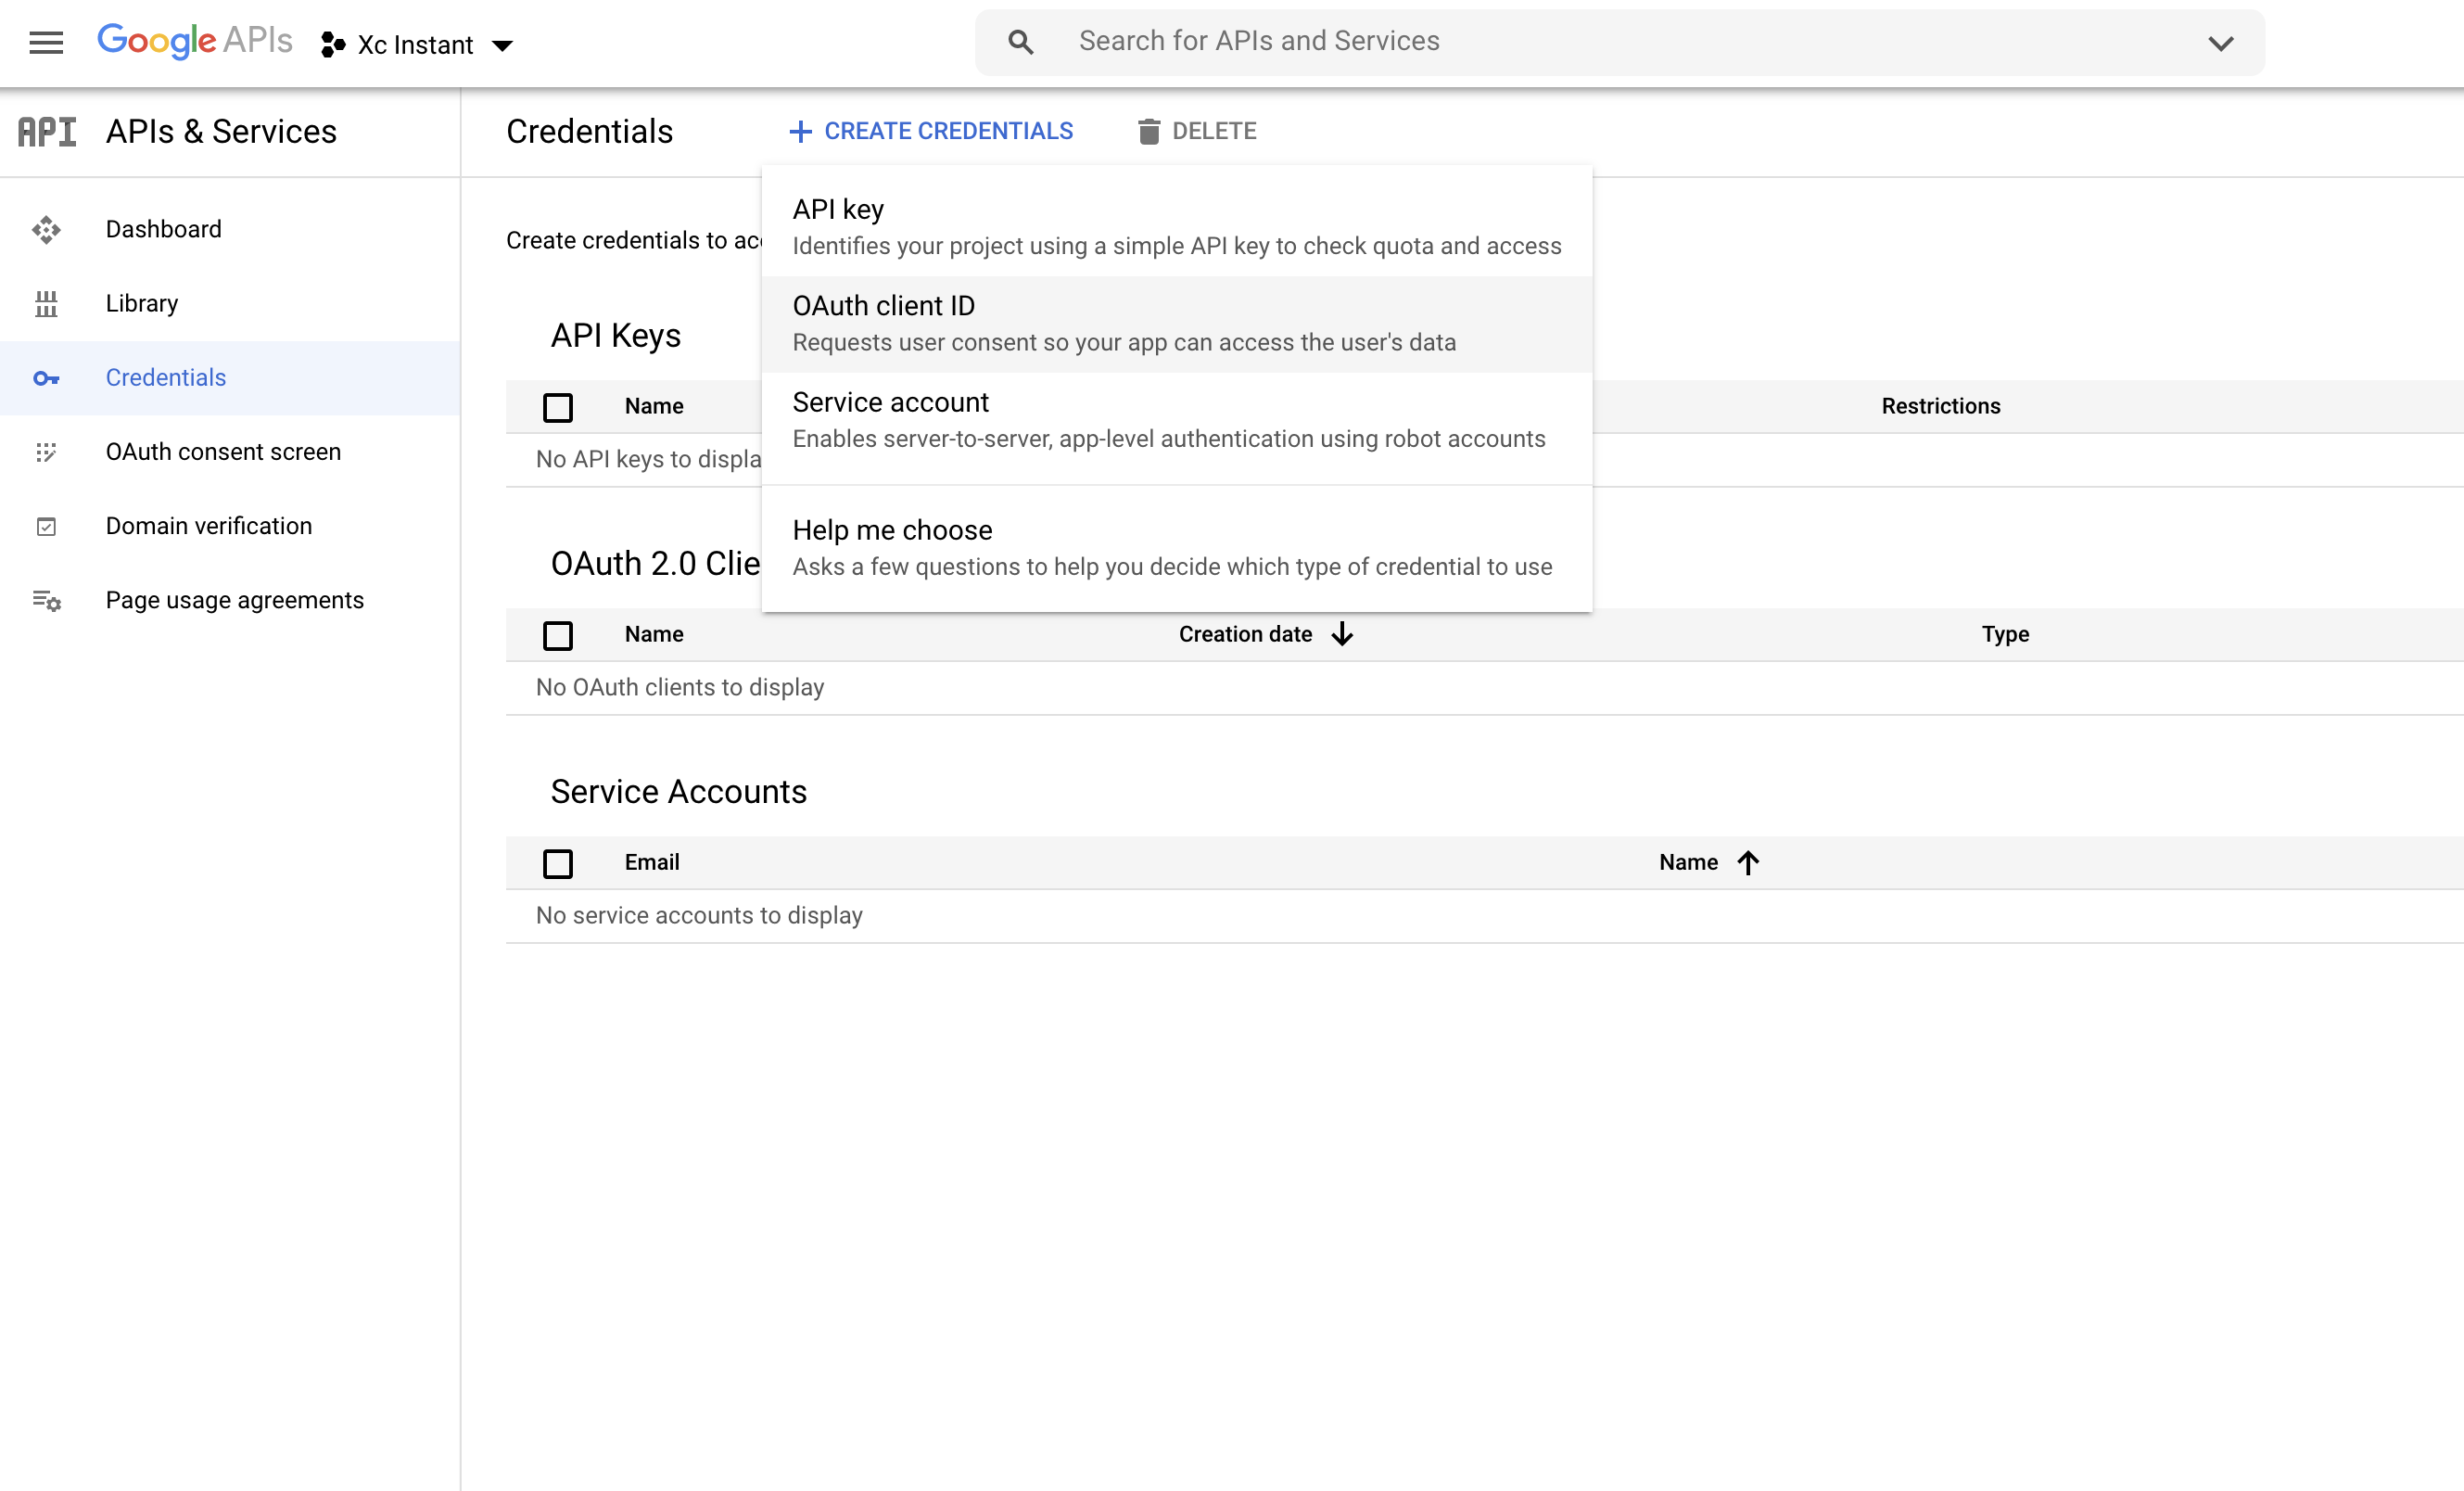 Google APIs
Xc Instant
Search for APIs and Services
API
APIs & Services
Credentials
CREATE CREDENTIALS
DELETE
Dashboard
Library
Credentials
OAuth consent screen
Domain verification
Page usage agreements
API key
Identifies your project using a simple API key to check quota and access
OAuth client ID
Requests user consent so your app can access the user's data
Service account
Enables server-to-server, app-level authentication using robot accounts
Help me choose
Asks a few questions to help you decide which type of credential to use
Create credentials to
API Keys
Name
Restrictions
No API keys to displa
OAuth 2.0 Clie
Name
Creation date
Type
No OAuth clients to display
Service Accounts
Email
Name
No service accounts to display